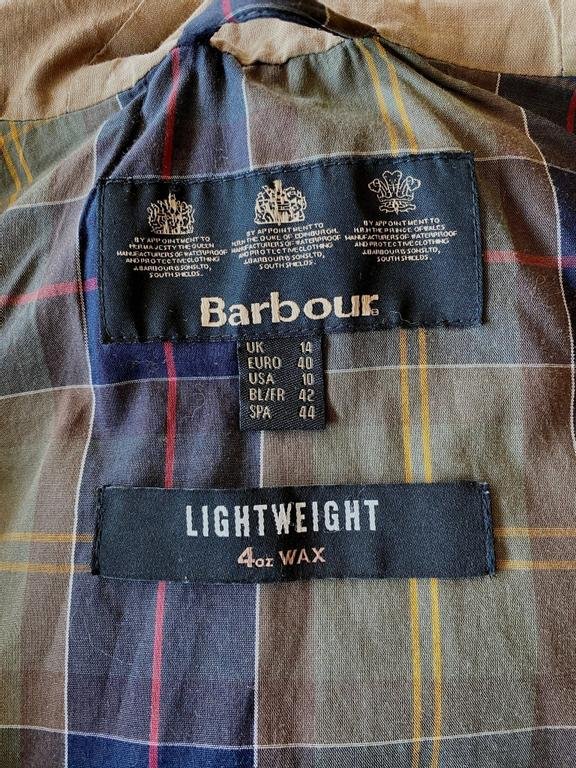 BY APPOINTMENT TO
HER MAJESTY THE QUEEN
MANUFACTURERS OF WATERPROOF
AND PROTECTIVE CLOTHING
J.BARBOUR & SONS LTD,
SOUTH SHIELDS.
BY APPOINTMENT TO
H.R.H. THE DUKE OF EDINBURGH,
MANUFACTURERS OF WATERPROOF
AND PROTECTIVE CLOTHING
J.BARBOUR & SONS LTD,
SOUTH SHIELDS.
BY APPOINTMENT TO
H.R.H. THE PRINCE OF WALES
MANUFACTURERS OF WATERPROOF
AND PROTECTIVE CLOTHING
J.BARBOUR & SONS LTD,
SOUTH SHIELDS.
Barbour
UK 14
EURO 40
USA 10
BL/FR 42
SPA 44
LIGHTWEIGHT
4oz WAX